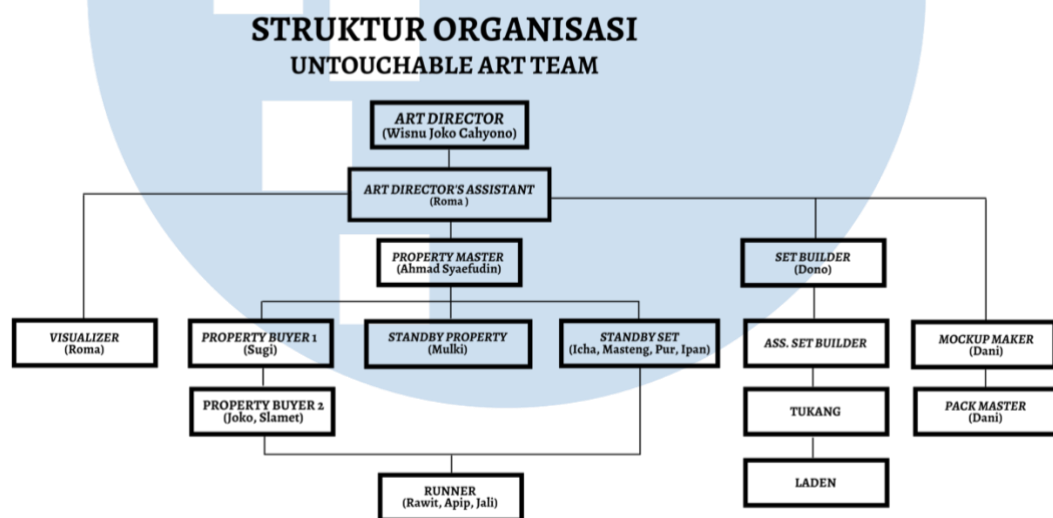 STRUKTUR ORGANISASI
UNTOUCHABLE ART TEAM
ART DIRECTOR
(Wisnu Joko Cahyono)
ART DIRECTOR'S ASSISTANT
(Roma )
PROPERTY MASTER
(Ahmad Syaefudin)
SET BUILDER
(Dono)
VISUALIZER
(Roma)
PROPERTY BUYER 1
(Sugi)
STANDBY PROPERTY
(Mulki)
STANDBY SET
(Icha, Masteng, Pur, Ipan)
ASS. SET BUILDER
MOCKUP MAKER
(Dani)
PROPERTY BUYER 2
(Joko, Slamet)
TUKANG
PACK MASTER
(Dani)
RUNNER
(Rawit, Apip, Jali)
LADEN